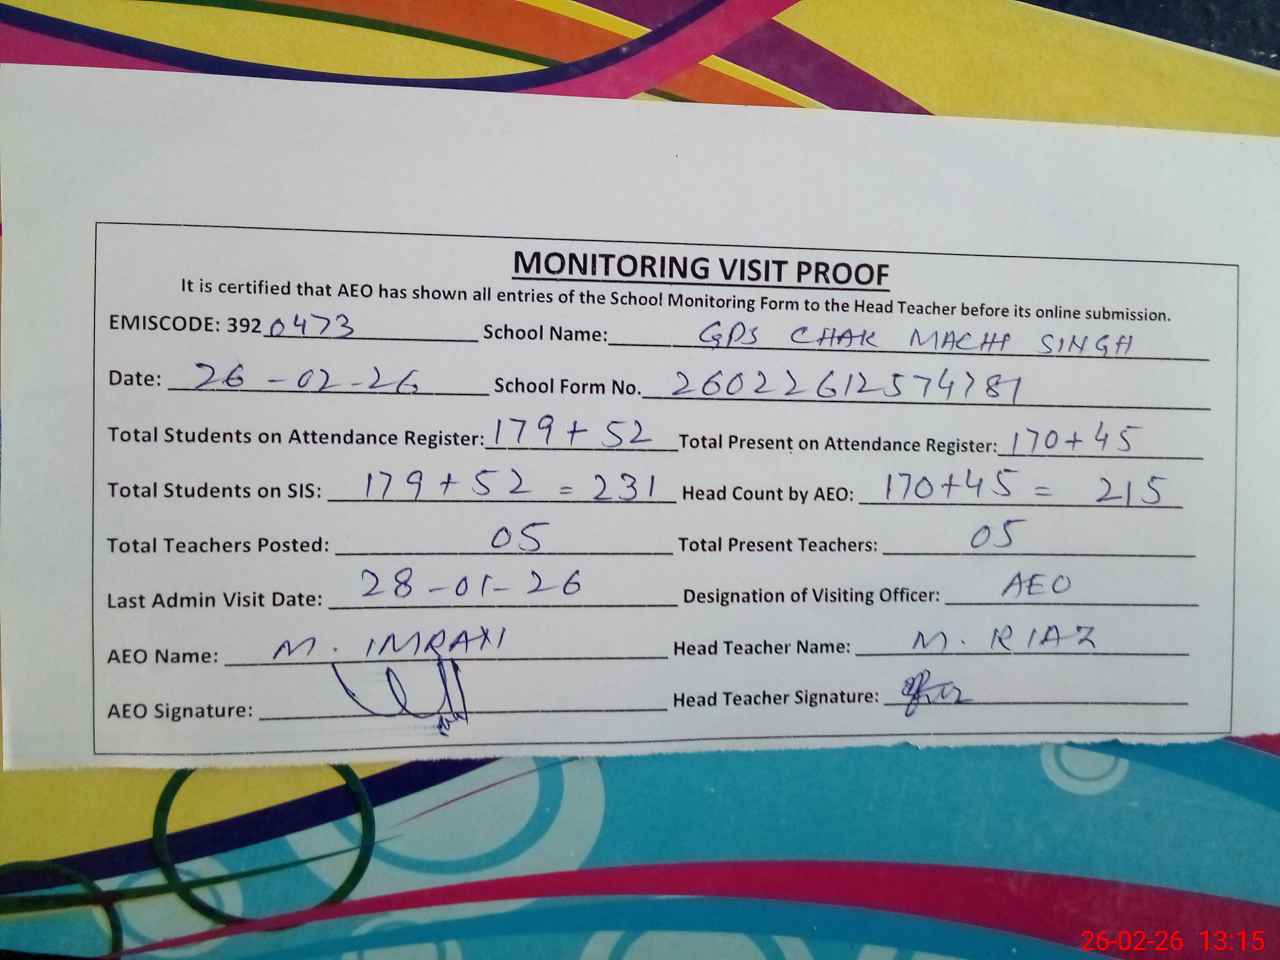 MONITORING VISIT PROOF
It is certified that AEO has shown all entries of the School Monitoring Form to the Head Teacher before its online submission.
EMISCODE: 392 0473 School Name: GPS CHAK MACHI SINGH
Date: 26-02-26 School Form No. 26022612574781
Total Students on Attendance Register: 179+52 Total Present on Attendance Register: 170+45
Total Students on SIS: 179+52 = 231 Head Count by AEO: 170+45 = 215
Total Teachers Posted: 05 Total Present Teachers: 05
Last Admin Visit Date: 28-01-26 Designation of Visiting Officer: AEO
AEO Name: M. IMRAN Head Teacher Name: M. RIAZ
AEO Signature: Head Teacher Signature:
26-02-26 13:15